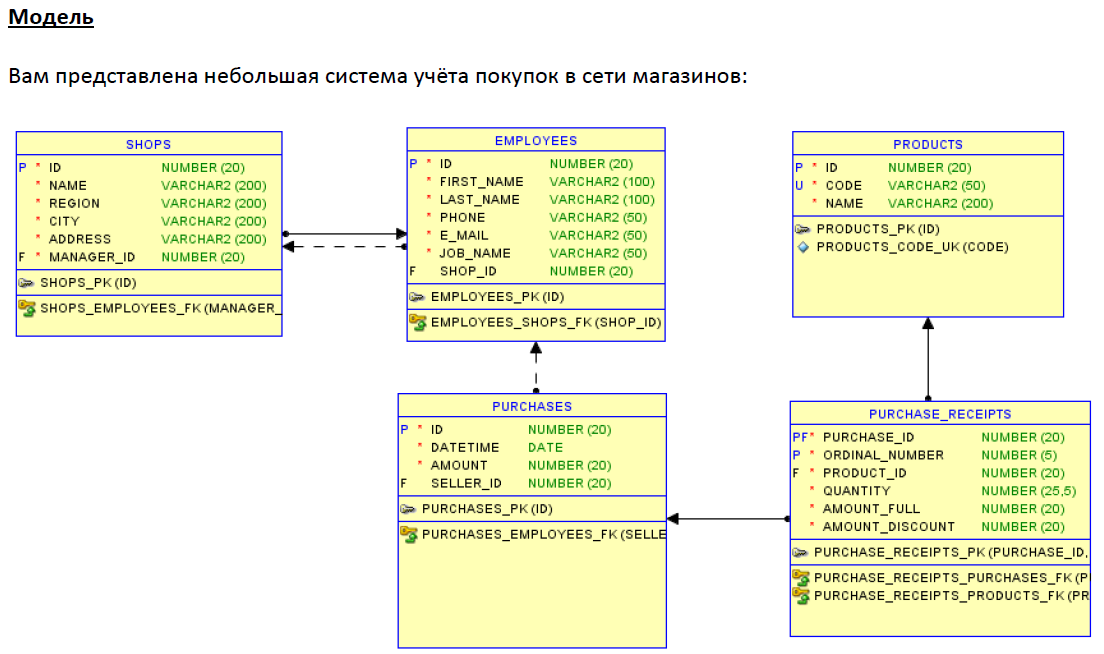 Модель
Вам представлена небольшая система учёта покупок в сети магазинов:
SHOPS
P * ID NUMBER (20)
* NAME VARCHAR2 (200)
* REGION VARCHAR2 (200)
* CITY VARCHAR2 (200)
* ADDRESS VARCHAR2 (200)
F * MANAGER_ID NUMBER (20)
SHOPS_PK (ID)
SHOPS_EMPLOYEES_FK (MANAGER_
EMPLOYEES
P * ID NUMBER (20)
* FIRST_NAME VARCHAR2 (100)
* LAST_NAME VARCHAR2 (100)
* PHONE VARCHAR2 (50)
* E_MAIL VARCHAR2 (50)
* JOB_NAME VARCHAR2 (50)
F SHOP_ID NUMBER (20)
EMPLOYEES_PK (ID)
EMPLOYEES_SHOPS_FK (SHOP_ID)
PRODUCTS
P * ID NUMBER (20)
U * CODE VARCHAR2 (50)
* NAME VARCHAR2 (200)
PRODUCTS_PK (ID)
PRODUCTS_CODE_UK (CODE)
PURCHASES
P * ID NUMBER (20)
* DATETIME DATE
* AMOUNT NUMBER (20)
F SELLER_ID NUMBER (20)
PURCHASES_PK (ID)
PURCHASES_EMPLOYEES_FK (SELLE
PURCHASE_RECEIPTS
PF * PURCHASE_ID NUMBER (20)
P * ORDINAL_NUMBER NUMBER (5)
F * PRODUCT_ID NUMBER (20)
* QUANTITY NUMBER (25,5)
* AMOUNT_FULL NUMBER (20)
* AMOUNT_DISCOUNT NUMBER (20)
PURCHASE_RECEIPTS_PK (PURCHASE_ID,
PURCHASE_RECEIPTS_PURCHASES_FK (P
PURCHASE_RECEIPTS_PRODUCTS_FK (PR